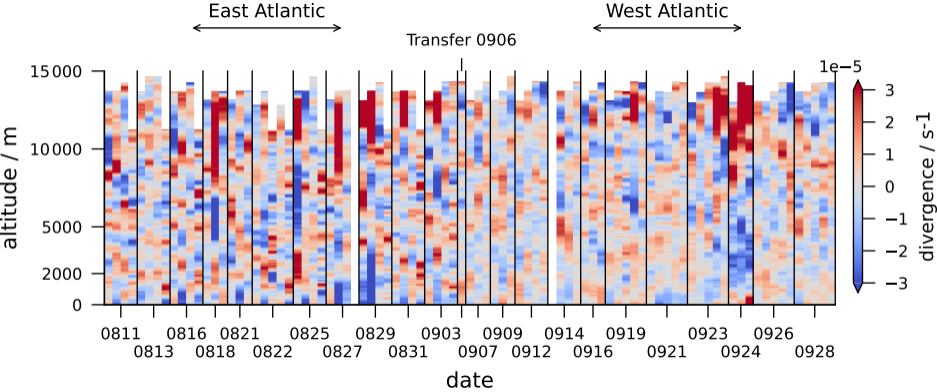 East Atlantic
West Atlantic
Transfer 0906
1e−5
altitude / m
15000
10000
5000
2000
0
3
2
1
0
−1
−2
−3
divergence / s⁻¹
0811 0816 0821 0825 0829 0903 0909 0914 0919 0923 0926
0813 0818 0822 0827 0831 0907 0912 0916 0921 0924 0928
date